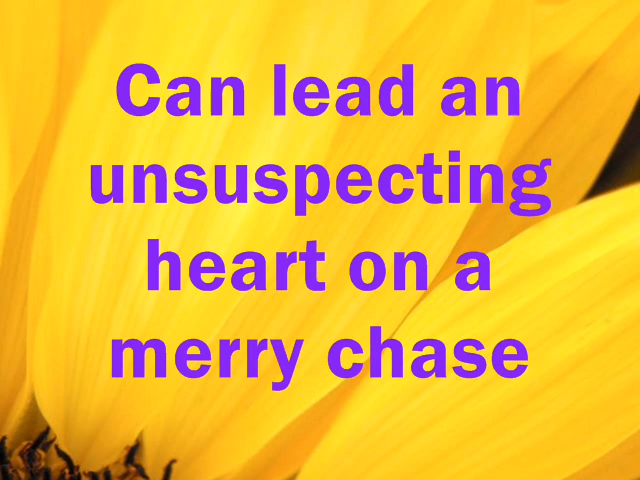 Can lead an
unsuspecting
heart on a
merry chase